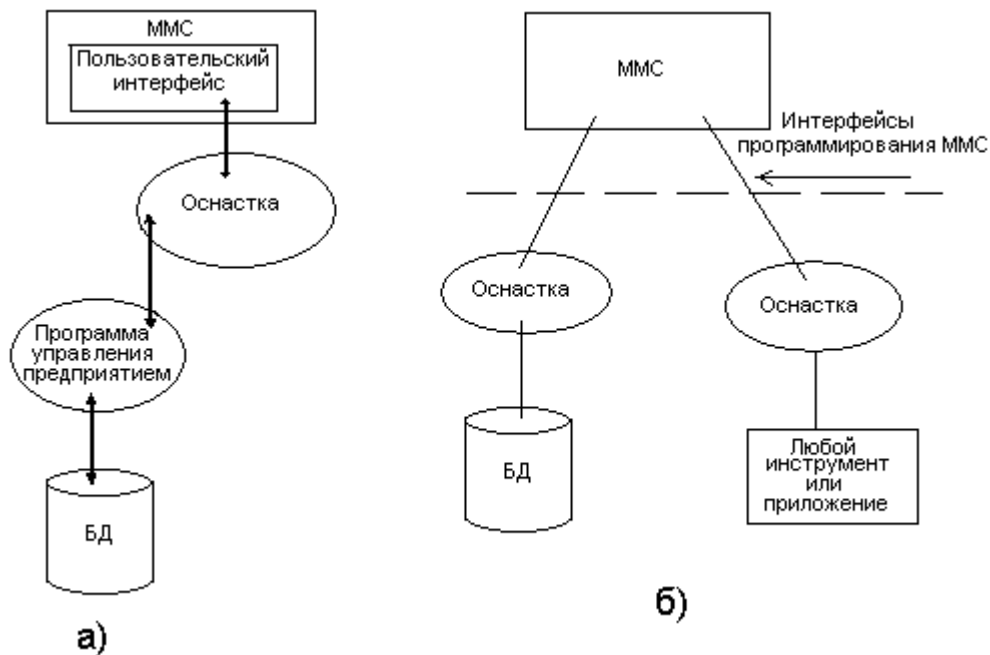 ММС
Пользовательский
интерфейс
Оснастка
Программа
управления
предприятием
БД
а)
ММС
Интерфейсы
программирования ММС
Оснастка
Оснастка
БД
Любой
инструмент
или
приложение
б)